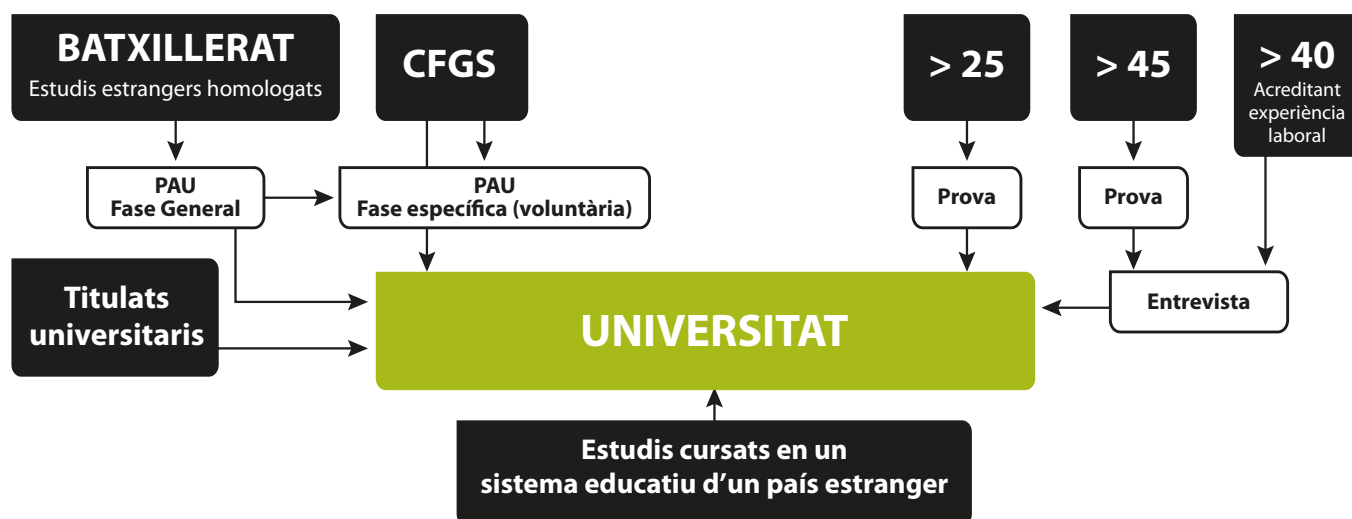 BATXILLERAT
Estudis estrangers homologats
CFGS
> 25
> 45
> 40
Acreditant
experiència
laboral
PAU
Fase General
PAU
Fase específica (voluntària)
Prova
Prova
Titulats
universitaris
UNIVERSITAT
Entrevista
Estudis cursats en un
sistema educatiu d’un país estranger